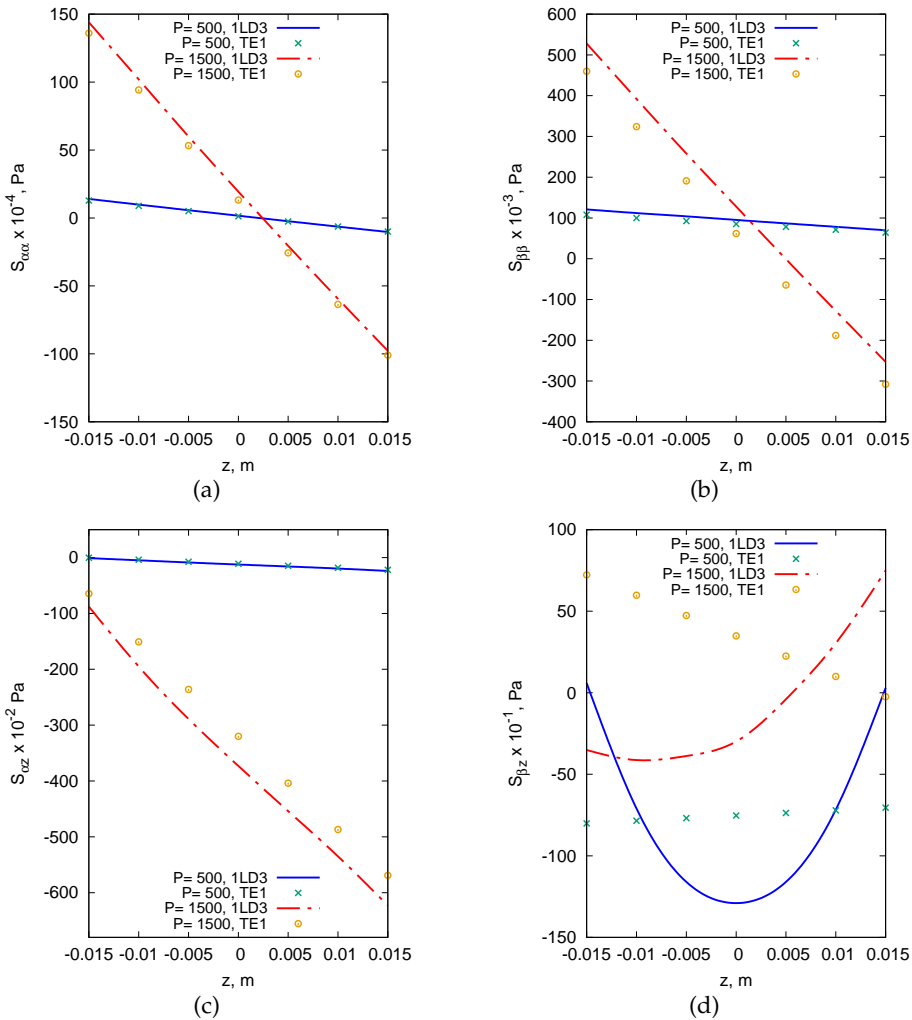 P= 500, 1LD3
P= 500, TE1
P= 1500, 1LD3
P= 1500, TE1
150
100
50
0
-50
-100
-150
S_αα x 10^-4, Pa
-0.015 -0.01 -0.005 0 0.005 0.01 0.015
z, m
(a)
P= 500, 1LD3
P= 500, TE1
P= 1500, 1LD3
P= 1500, TE1
600
500
400
300
200
100
0
-100
-200
-300
-400
S_ββ x 10^-3, Pa
-0.015 -0.01 -0.005 0 0.005 0.01 0.015
z, m
(b)
0
-100
-200
-300
-400
-500
-600
S_αz x 10^-2 Pa
P= 500, 1LD3
P= 500, TE1
P= 1500, 1LD3
P= 1500, TE1
-0.015 -0.01 -0.005 0 0.005 0.01 0.015
z, m
(c)
P= 500, 1LD3
P= 500, TE1
P= 1500, 1LD3
P= 1500, TE1
100
50
0
-50
-100
-150
S_βz x 10^-1, Pa
-0.015 -0.01 -0.005 0 0.005 0.01 0.015
z, m
(d)